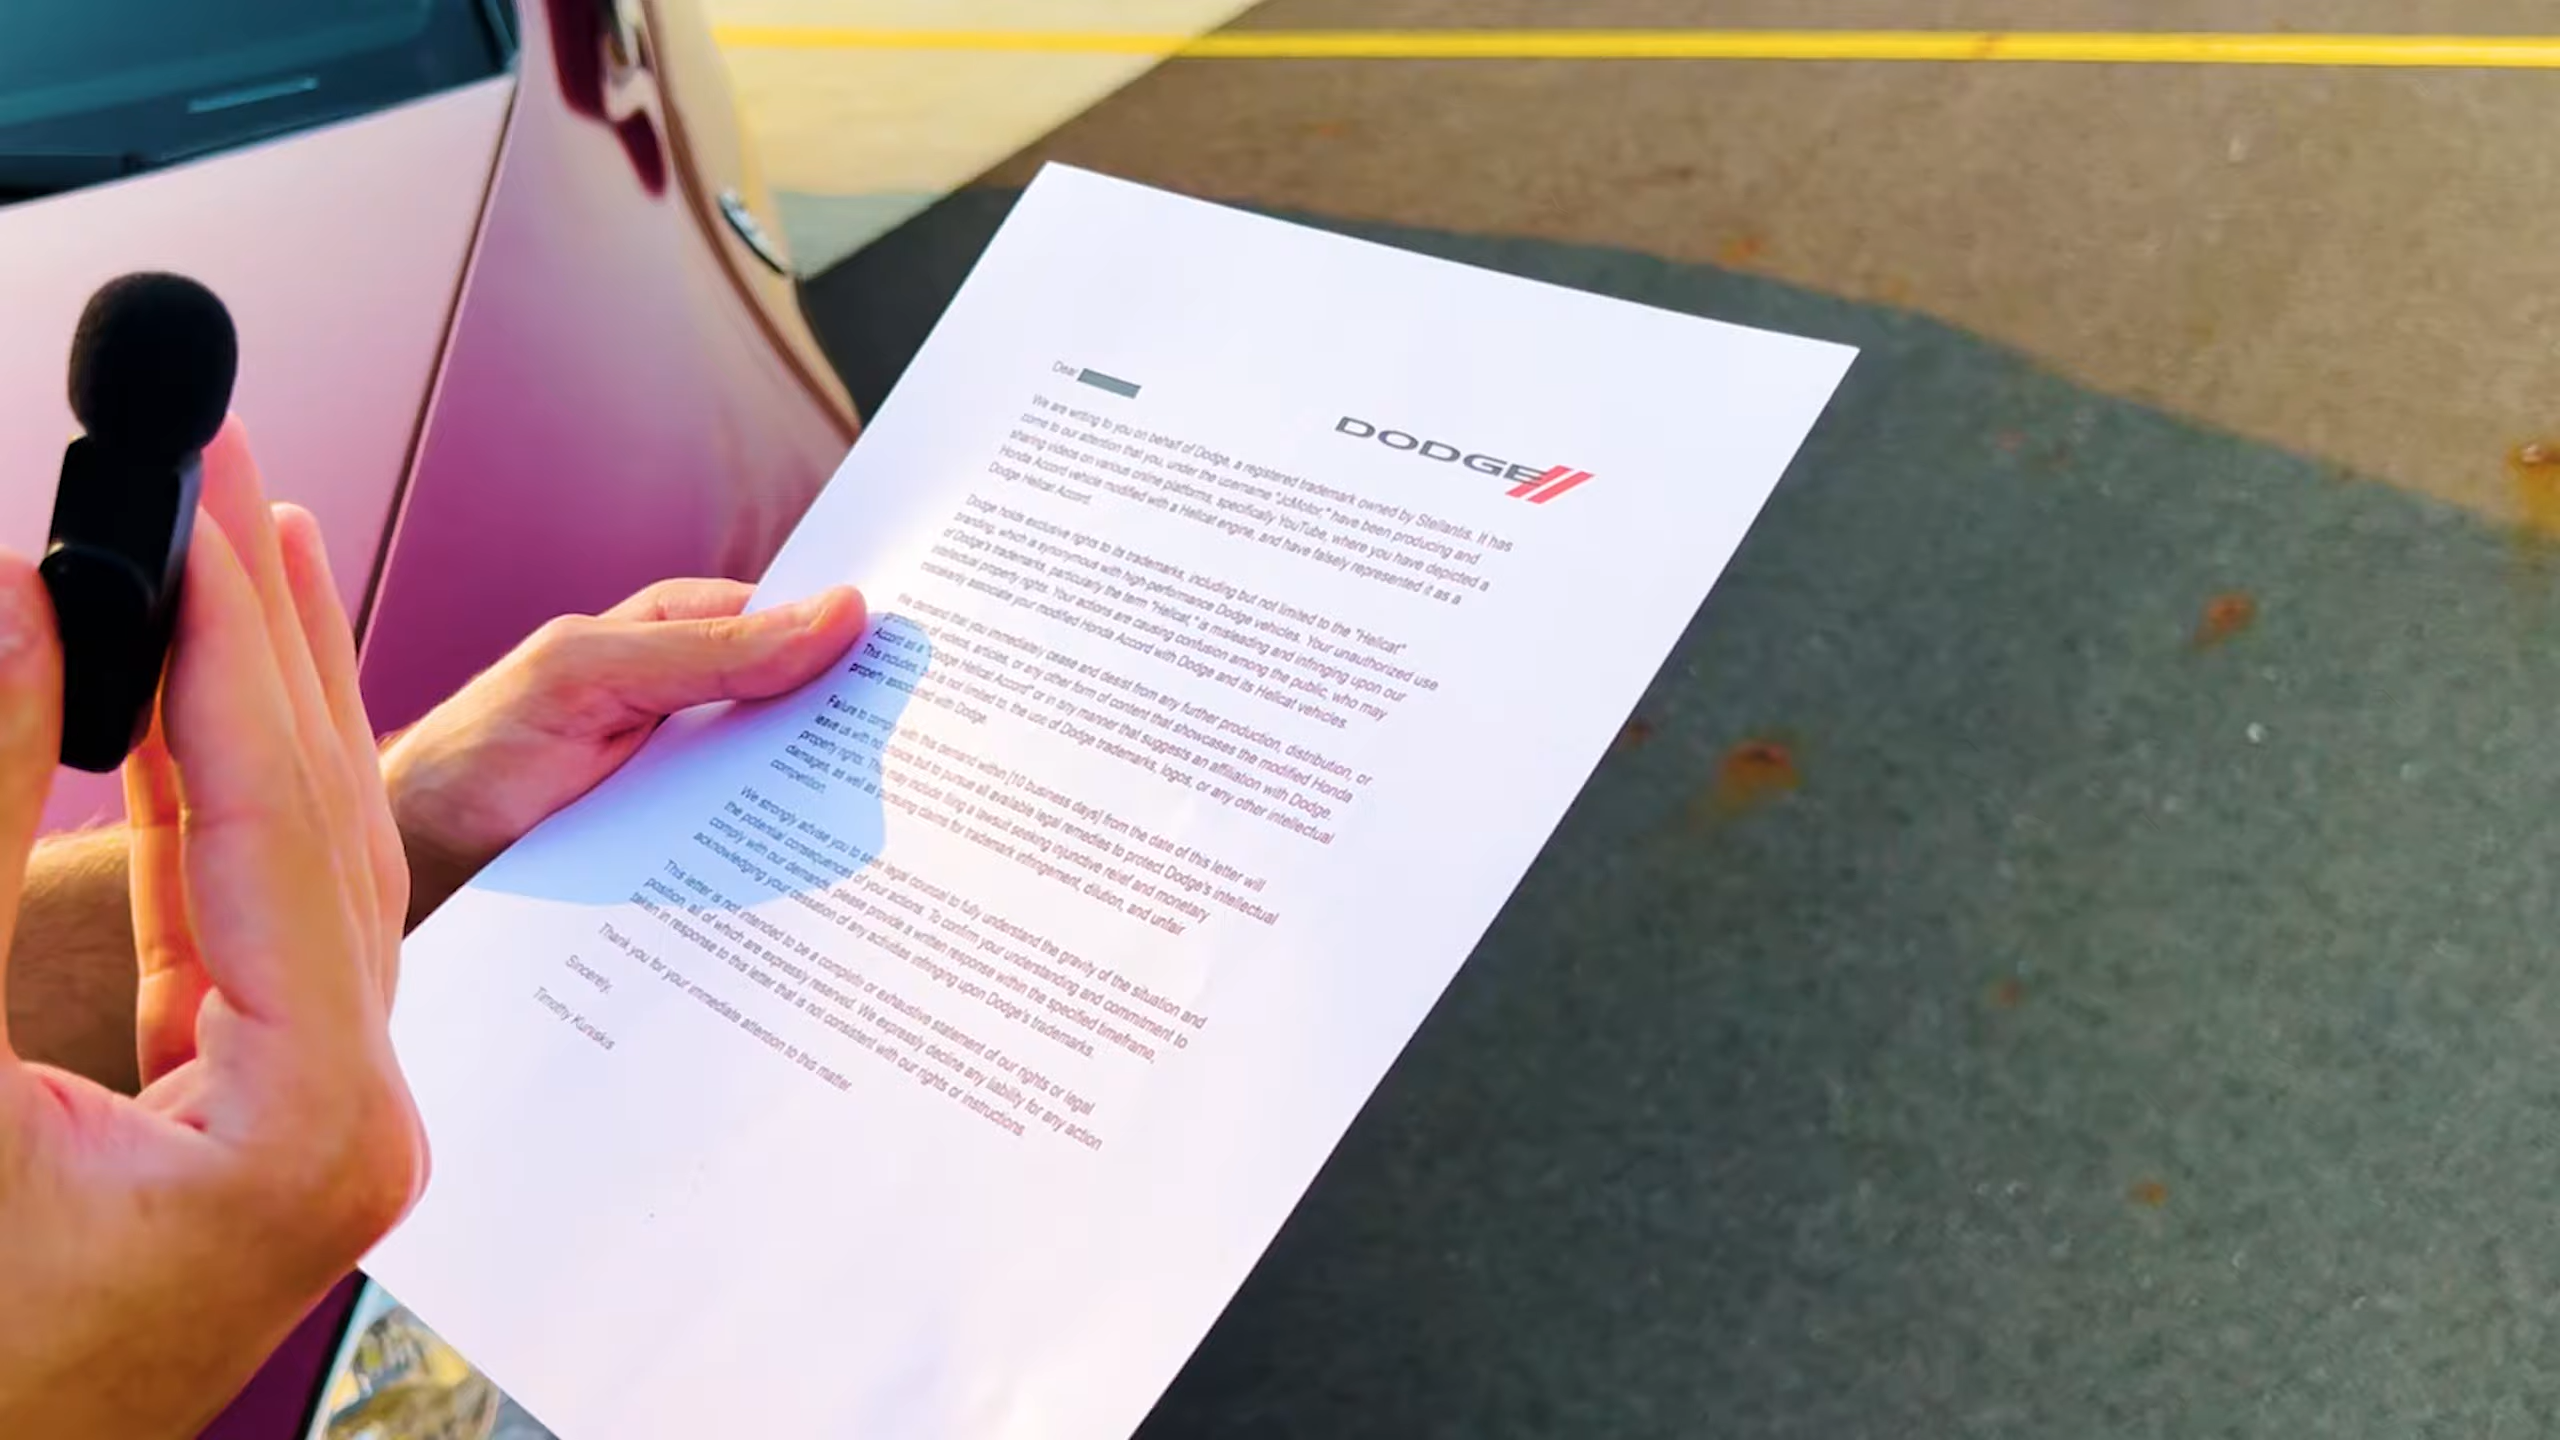 DODGE
Dear
We are writing to you on behalf of Dodge, a registered trademark owned by Stellantis. It has
come to our attention that you, under the username "JcMotor," have been producing and
sharing videos on various online platforms, specifically YouTube, where you have depicted a
Honda Accord vehicle modified with a Hellcat engine, and have falsely represented it as a
Dodge Hellcat Accord.
Dodge holds exclusive rights to its trademarks, including but not limited to the "Hellcat"
branding, which is synonymous with high-performance Dodge vehicles. Your unauthorized use
of Dodge's trademarks, particularly the term "Hellcat," is misleading and infringing upon our
intellectual property rights. Your actions are causing confusion among the public, who may
mistakenly associate your modified Honda Accord with Dodge and its Hellcat vehicles.
We demand that you immediately cease and desist from any further production, distribution, or
of videos, articles, or any other form of content that showcases the modified Honda
Accord as a "Dodge Hellcat Accord" or in any manner that suggests an affiliation with Dodge.
This includes, but is not limited to, the use of Dodge trademarks, logos, or any other intellectual
property associated with Dodge.
Failure to comply with this demand within [10 business days] from the date of this letter will
leave us with no choice but to pursue all available legal remedies to protect Dodge's intellectual
property rights. This may include filing a lawsuit seeking injunctive relief and monetary
damages, as well as pursuing claims for trademark infringement, dilution, and unfair
competition.
We strongly advise you to seek legal counsel to fully understand the gravity of the situation and
the potential consequences of your actions. To confirm your understanding and commitment to
comply with our demands, please provide a written response within the specified timeframe,
acknowledging your cessation of any activities infringing upon Dodge's trademarks.
This letter is not intended to be a complete or exhaustive statement of our rights or legal
position, all of which are expressly reserved. We expressly decline any liability for any action
taken in response to this letter that is not consistent with our rights or instructions.
Thank you for your immediate attention to this matter.
Sincerely,
Timothy Kuniskis